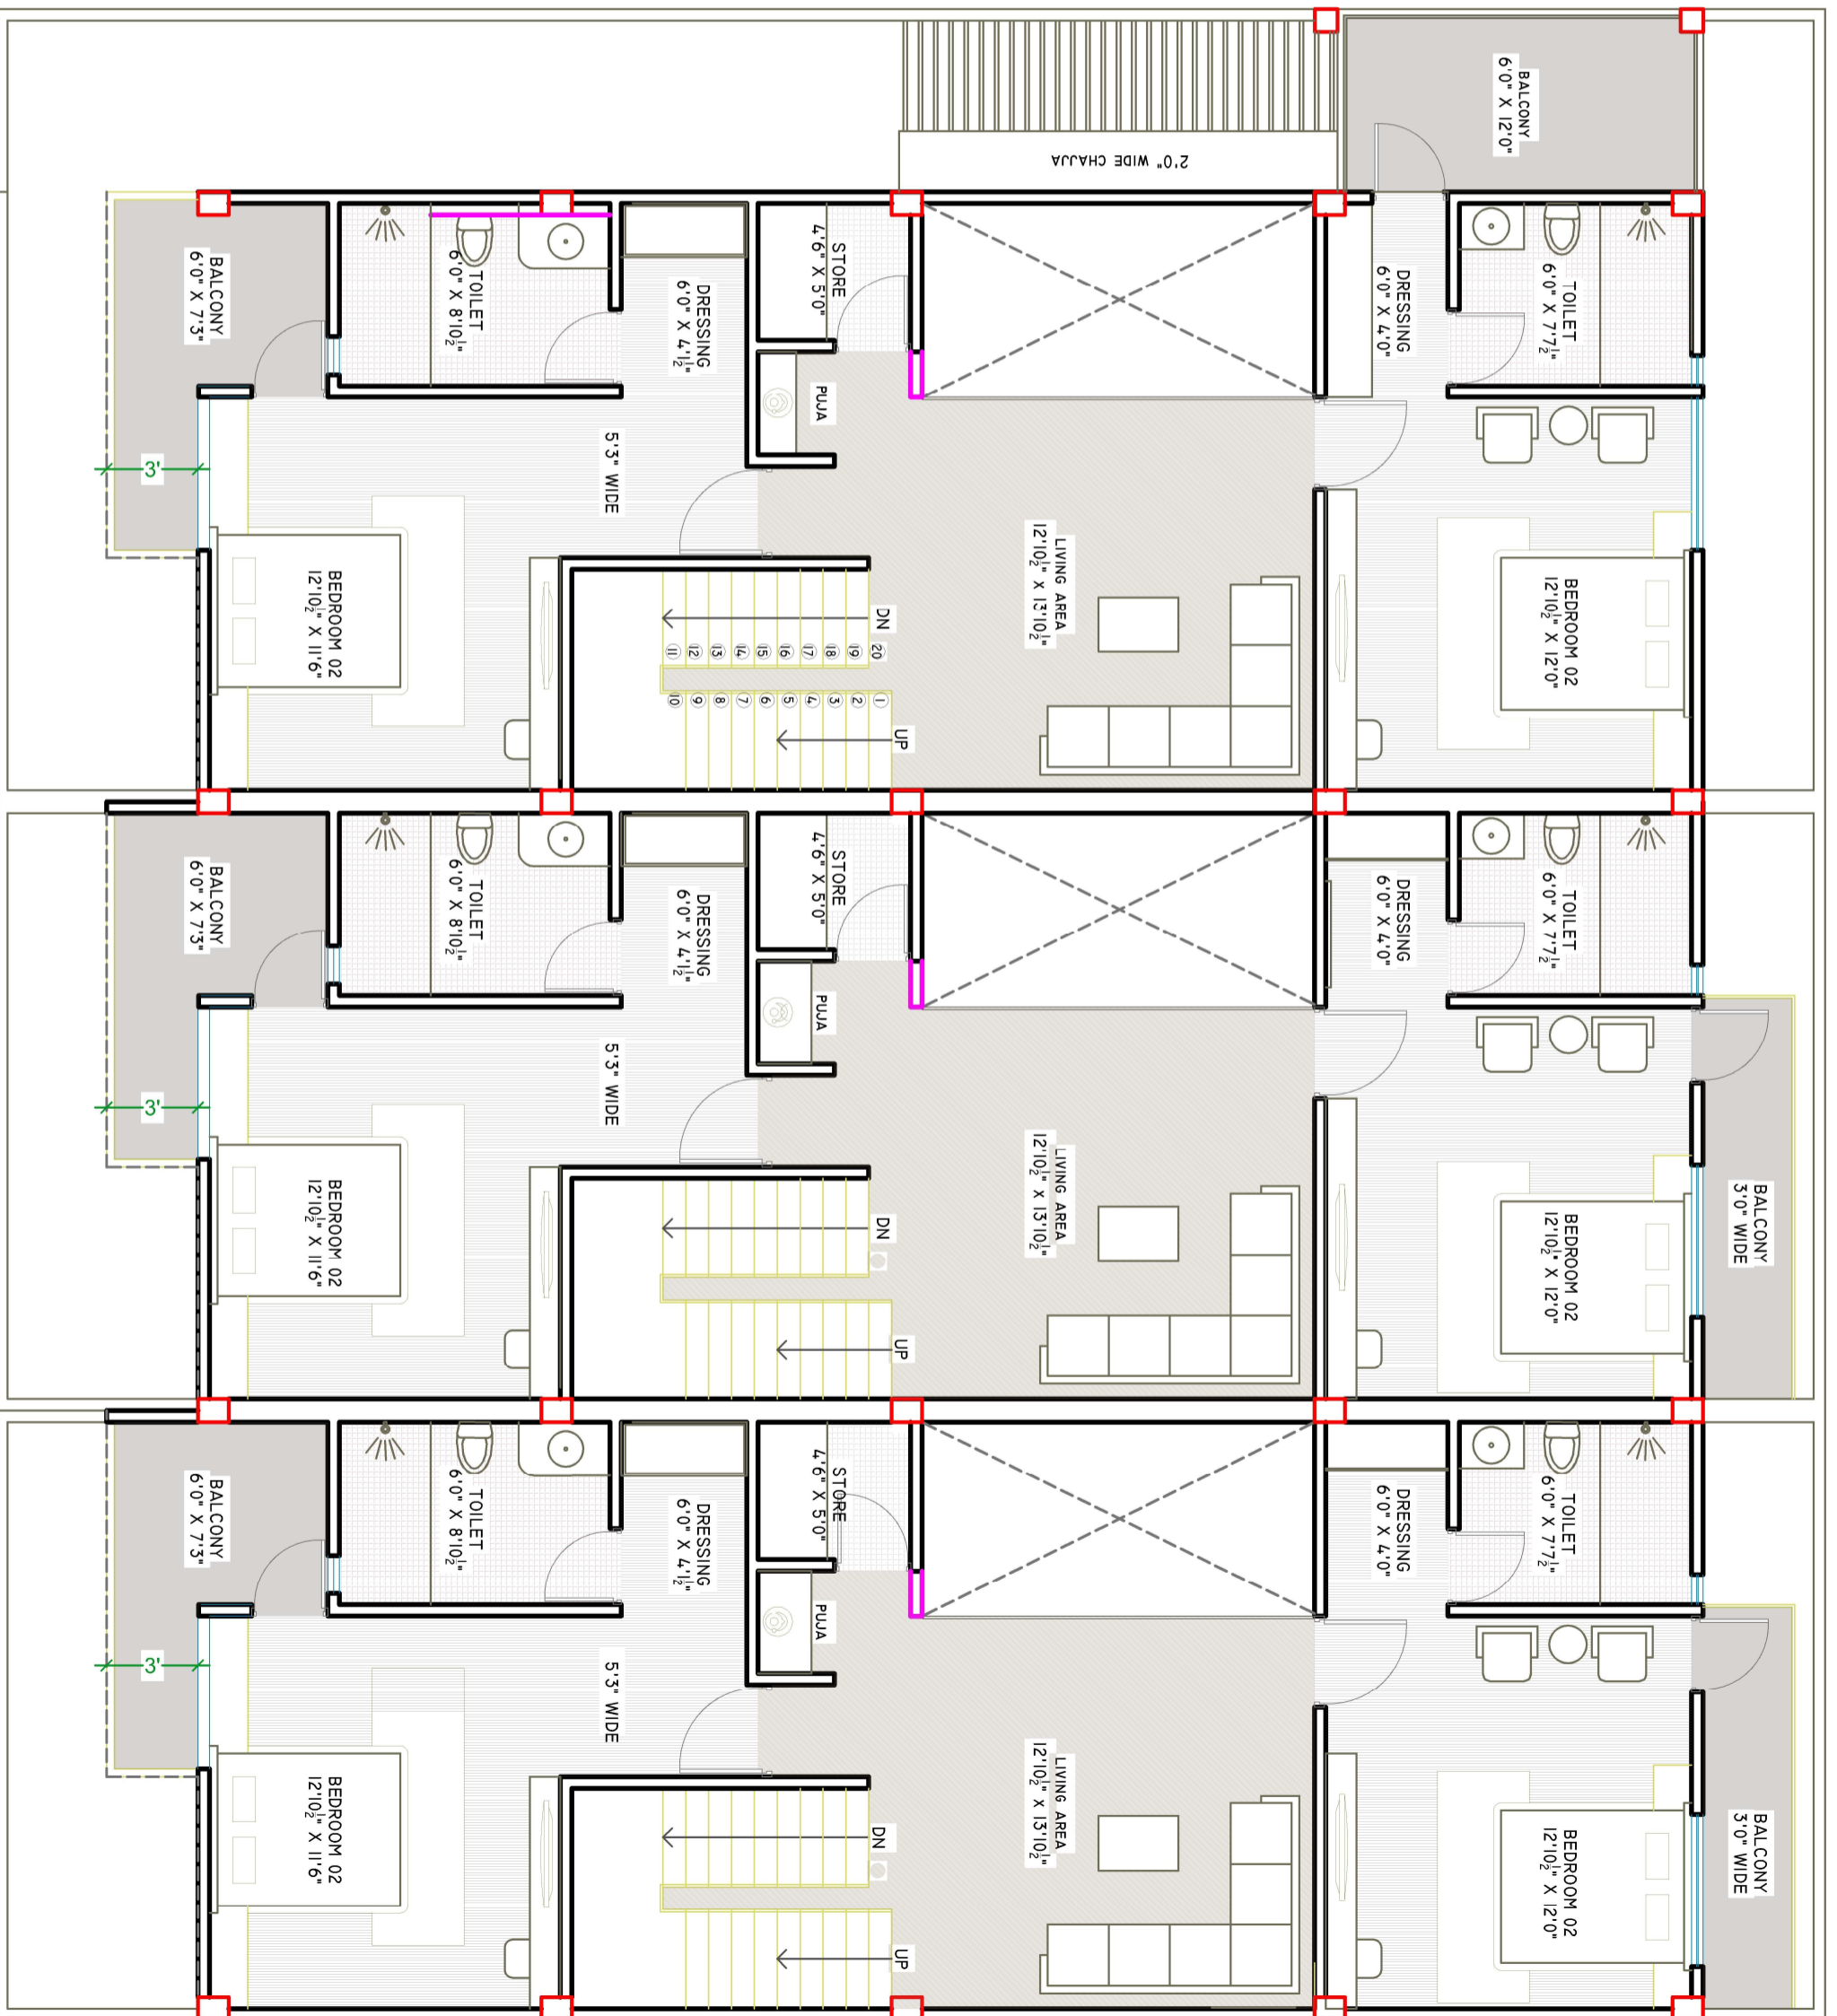 BALCONY
6'0" X 12'0"
2'0" WIDE CHAJJA
TOILET
6'0" X 7'7½"
DRESSING
6'0" X 4'0"
BEDROOM 02
12'10½" X 12'0"
LIVING AREA
12'10½" X 13'10½"
STORE
4'6" X 5'0"
PUJA
DN
UP
20
19
18
17
16
15
14
13
12
11
1
2
3
4
5
6
7
8
9
10
DRESSING
6'0" X 4'1½"
5'3" WIDE
TOILET
6'0" X 8'10½"
BEDROOM 02
12'10½" X 11'6"
BALCONY
6'0" X 7'3"
3'
BALCONY
3'0" WIDE
TOILET
6'0" X 7'7½"
DRESSING
6'0" X 4'0"
BEDROOM 02
12'10½" X 12'0"
LIVING AREA
12'10½" X 13'10½"
STORE
4'6" X 5'0"
PUJA
DN
UP
DRESSING
6'0" X 4'1½"
5'3" WIDE
TOILET
6'0" X 8'10½"
BEDROOM 02
12'10½" X 11'6"
BALCONY
6'0" X 7'3"
3'
BALCONY
3'0" WIDE
TOILET
6'0" X 7'7½"
DRESSING
6'0" X 4'0"
BEDROOM 02
12'10½" X 12'0"
LIVING AREA
12'10½" X 13'10½"
STORE
4'6" X 5'0"
PUJA
DN
UP
DRESSING
6'0" X 4'1½"
5'3" WIDE
TOILET
6'0" X 8'10½"
BEDROOM 02
12'10½" X 11'6"
BALCONY
6'0" X 7'3"
3'